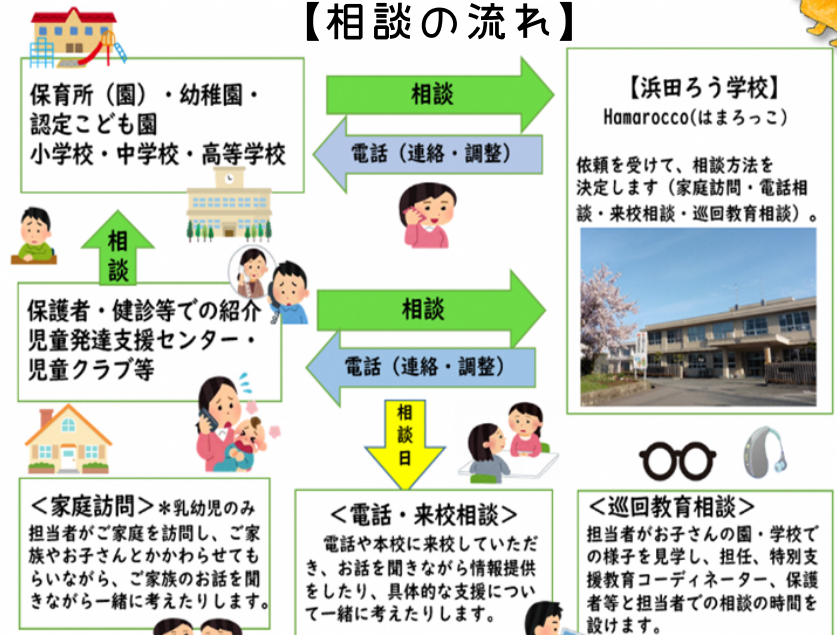 【相談の流れ】
保育所（園）・幼稚園・
認定こども園
小学校・中学校・高等学校
相談
電話（連絡・調整）
【浜田ろう学校】
Hamarocco(はまろっこ)
依頼を受けて、相談方法を
決定します（家庭訪問・電話相
談・来校相談・巡回教育相談）。
相
談
保護者・健診等での紹介
児童発達支援センター・
児童クラブ等
相談
電話（連絡・調整）
相
談
日
＜家庭訪問＞＊乳幼児のみ
担当者がご家庭を訪問し、ご家
族やお子さんとかかわらせても
らいながら、ご家族のお話を聞
きながら一緒に考えたりします。
＜電話・来校相談＞
電話や本校に来校していただ
き、お話を聞きながら情報提供
をしたり、具体的な支援につい
て一緒に考えたりします。
＜巡回教育相談＞
担当者がお子さんの園・学校で
の様子を見学し、担任、特別支
援教育コーディネーター、保護
者等と担当者での相談の時間を
設けます。